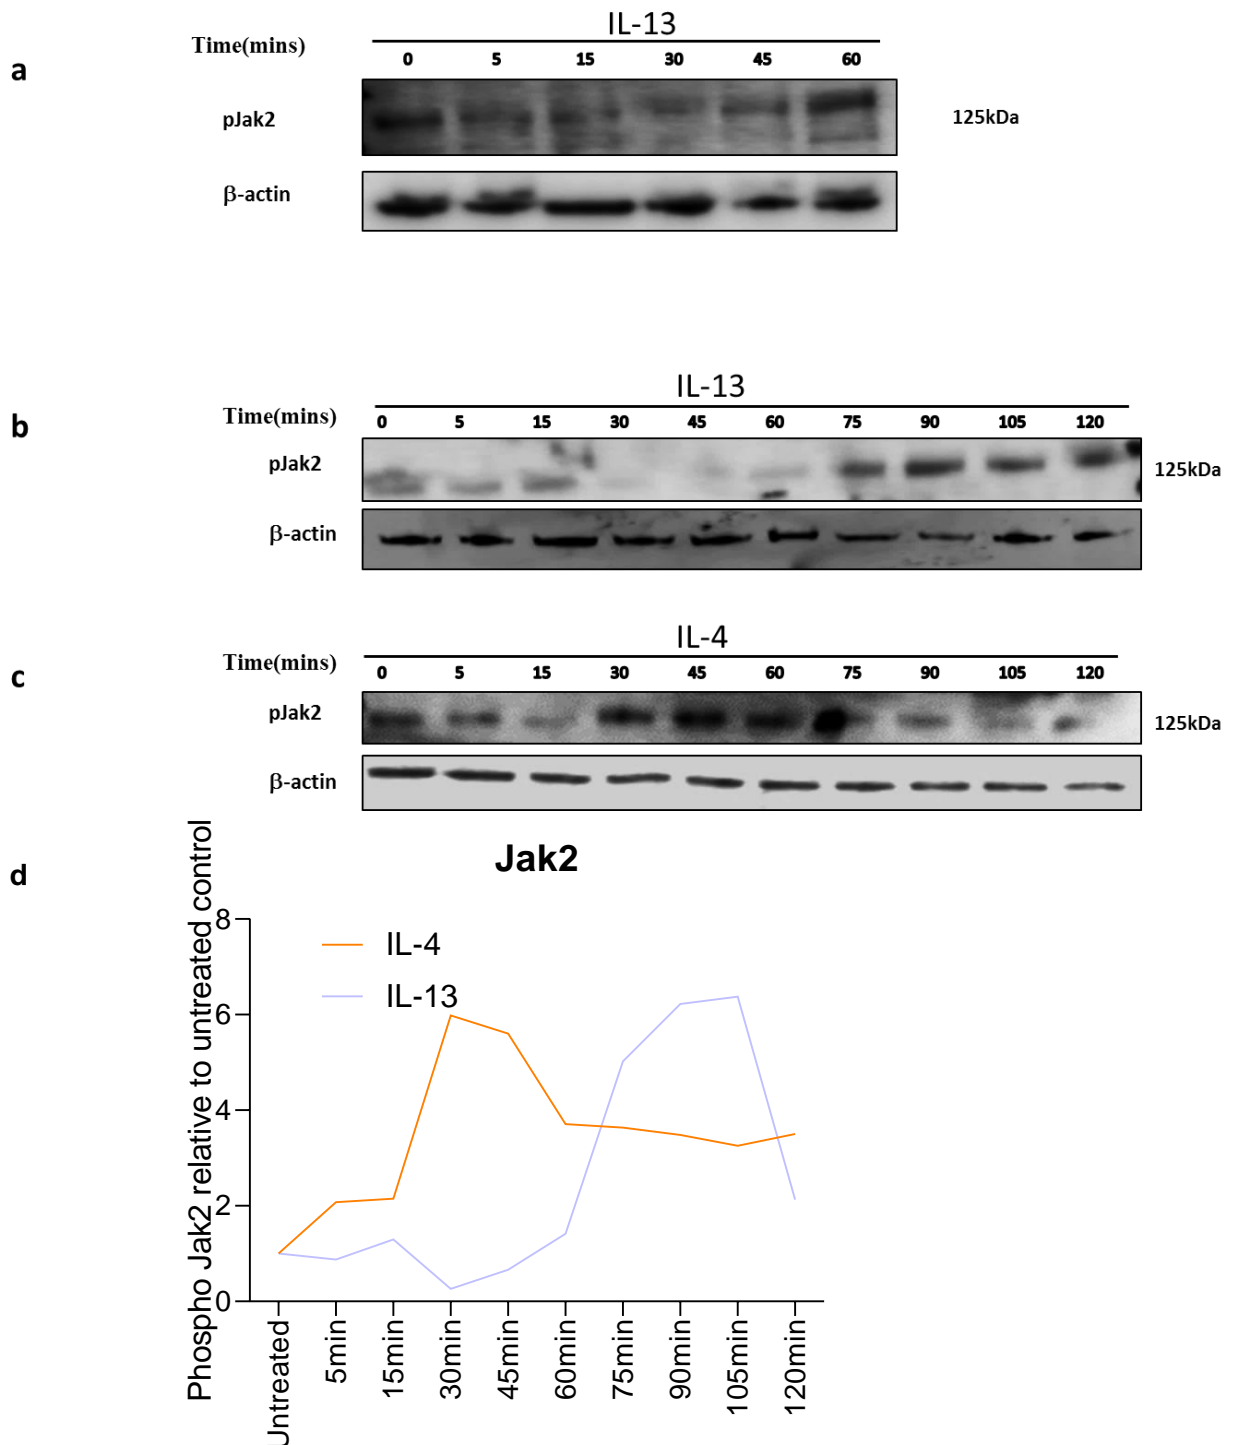 IL-13
Time(mins)
0 5 15 30 45 60
a
pJak2
125kDa
β-actin
IL-13
Time(mins)
0 5 15 30 45 60 75 90 105 120
b
pJak2
125kDa
β-actin
IL-4
Time(mins)
0 5 15 30 45 60 75 90 105 120
c
pJak2
125kDa
β-actin
d
Jak2
Phospho Jak2 relative to untreated control
8
6
4
2
0
IL-4
IL-13
Untreated
5min
15min
30min
45min
60min
75min
90min
105min
120min